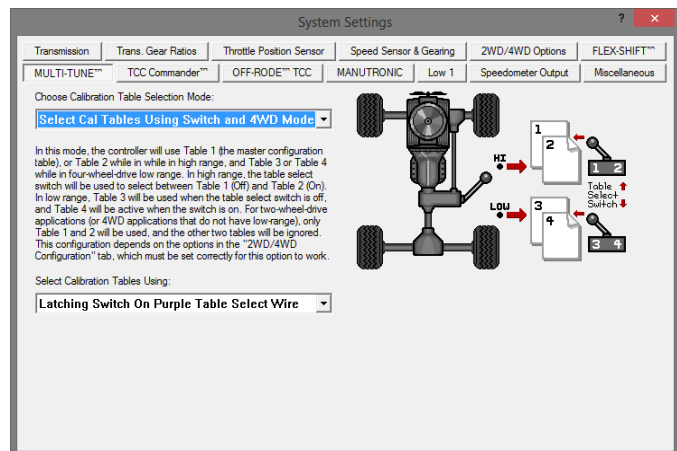 System Settings
?
×
Transmission
Trans. Gear Ratios
Throttle Position Sensor
Speed Sensor & Gearing
2WD/4WD Options
FLEX-SHIFT™
MULTI-TUNE™
TCC Commander™
OFF-RODE™ TCC
MANUTRONIC
Low 1
Speedometer Output
Miscellaneous
Choose Calibration Table Selection Mode:
Select Cal Tables Using Switch and 4WD Mode
In this mode, the controller will use Table 1 (the master configuration
table), or Table 2 while in while in high range, and Table 3 or Table 4
while in four-wheel-drive low range. In high range, the table select
switch will be used to select between Table 1 (Off) and Table 2 (On).
In low range, Table 3 will be used when the table select switch is off,
and Table 4 will be active when the switch is on. For two-wheel-drive
applications (or 4WD applications that do not have low-range), only
Table 1 and 2 will be used, and the other two tables will be ignored.
This configuration depends on the options in the "2WD/4WD
Configuration" tab, which must be set correctly for this option to work.
Select Calibration Tables Using:
Latching Switch On Purple Table Select Wire
HI
1
2
1 2
Table
Select
Switch
LOW
3
4
3 4